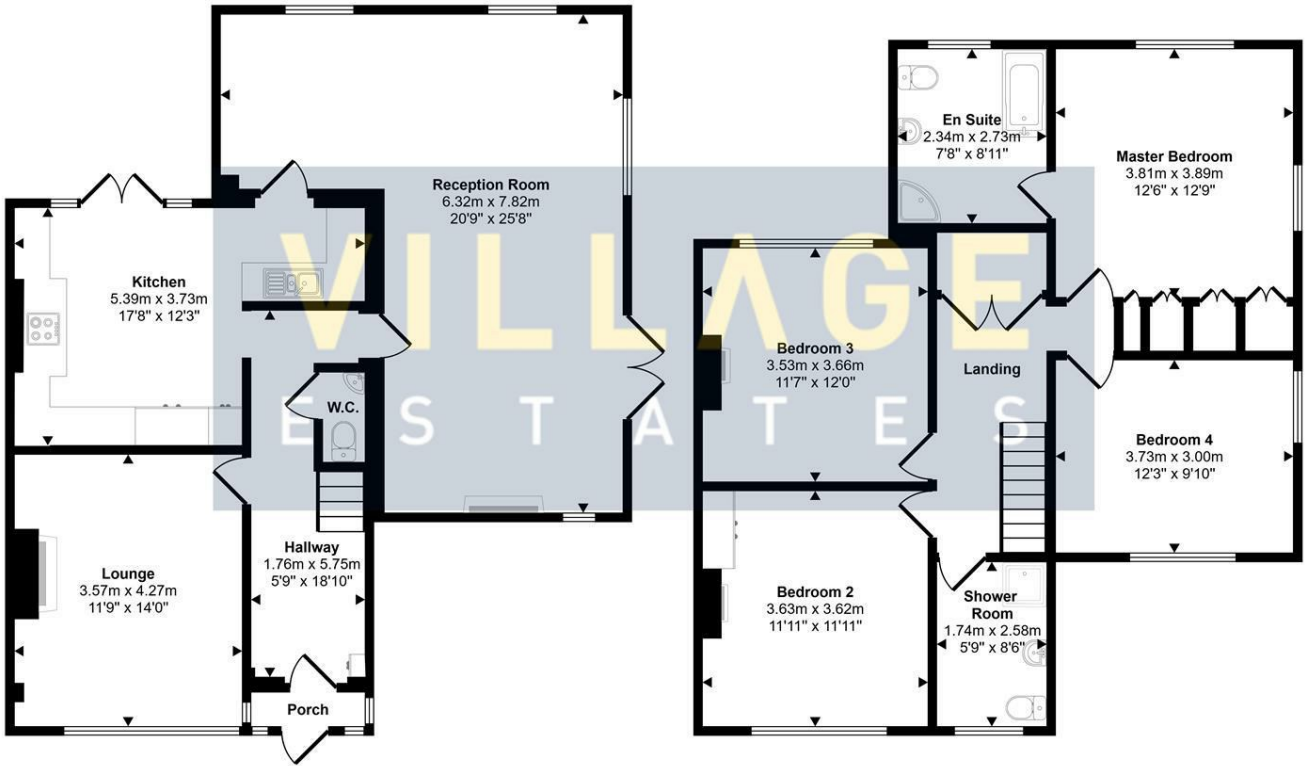 Reception Room
6.32m x 7.82m
20'9" x 25'8"
Kitchen
5.39m x 3.73m
17'8" x 12'3"
W.C.
Lounge
3.57m x 4.27m
11'9" x 14'0"
Hallway
1.76m x 5.75m
5'9" x 18'10"
Porch
En Suite
2.34m x 2.73m
7'8" x 8'11"
Master Bedroom
3.81m x 3.89m
12'6" x 12'9"
Bedroom 3
3.53m x 3.66m
11'7" x 12'0"
Landing
Bedroom 4
3.73m x 3.00m
12'3" x 9'10"
Bedroom 2
3.63m x 3.62m
11'11" x 11'11"
Shower
Room
1.74m x 2.58m
5'9" x 8'6"
VILLAGE
ESTATES